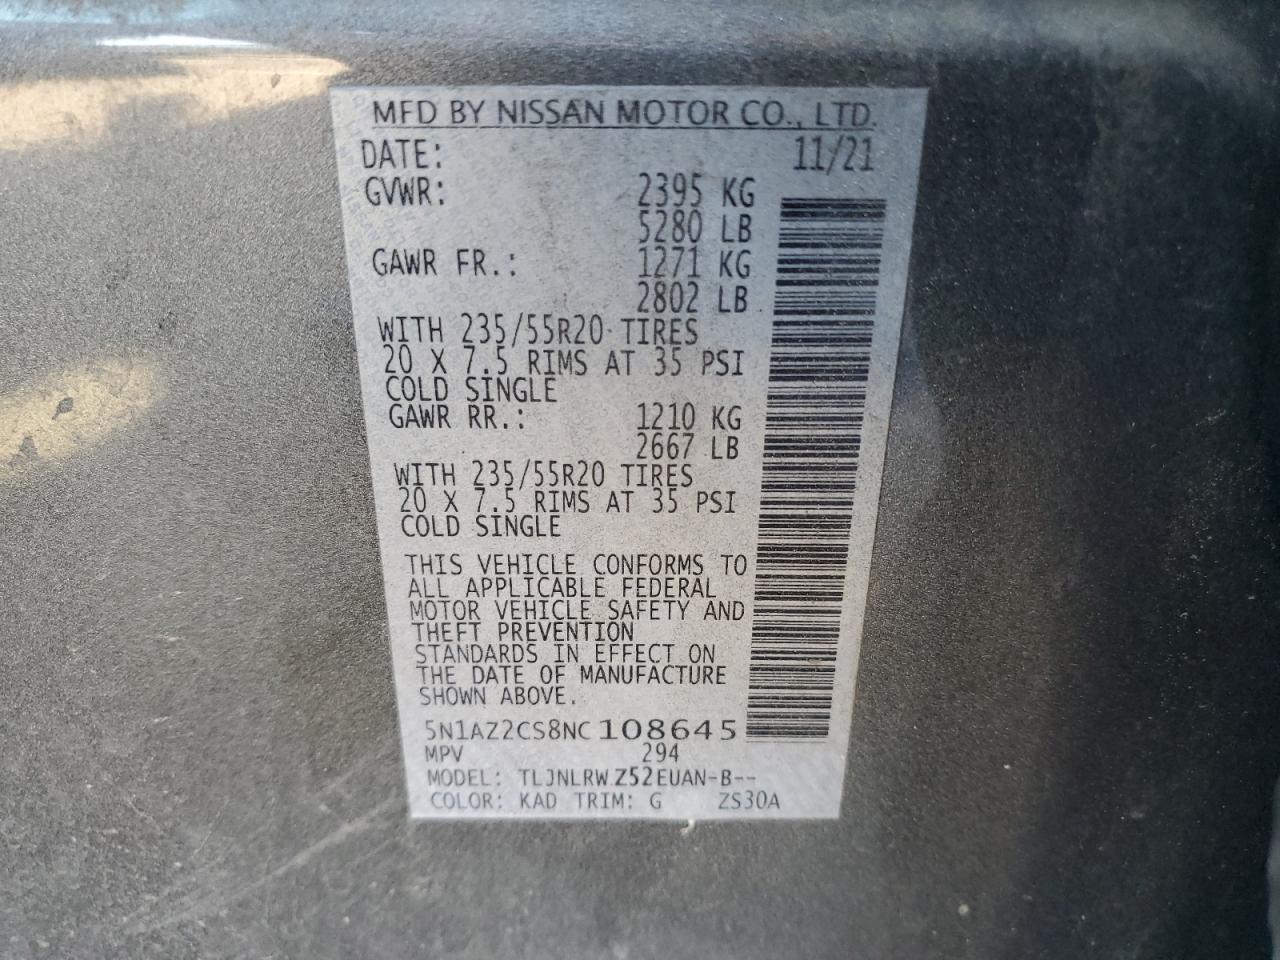 MFD BY NISSAN MOTOR CO., LTD.
DATE: 11/21
GVWR: 2395 KG
5280 LB
GAWR FR.: 1271 KG
2802 LB
WITH 235/55R20 TIRES
20 X 7.5 RIMS AT 35 PSI
COLD SINGLE
GAWR RR.: 1210 KG
2667 LB
WITH 235/55R20 TIRES
20 X 7.5 RIMS AT 35 PSI
COLD SINGLE
THIS VEHICLE CONFORMS TO
ALL APPLICABLE FEDERAL
MOTOR VEHICLE SAFETY AND
THEFT PREVENTION
STANDARDS IN EFFECT ON
THE DATE OF MANUFACTURE
SHOWN ABOVE.
5N1AZ2CS8NC108645
MPV 294
MODEL: TLJNLRWZ52EUAN-B--
COLOR: KAD TRIM: G ZS30A